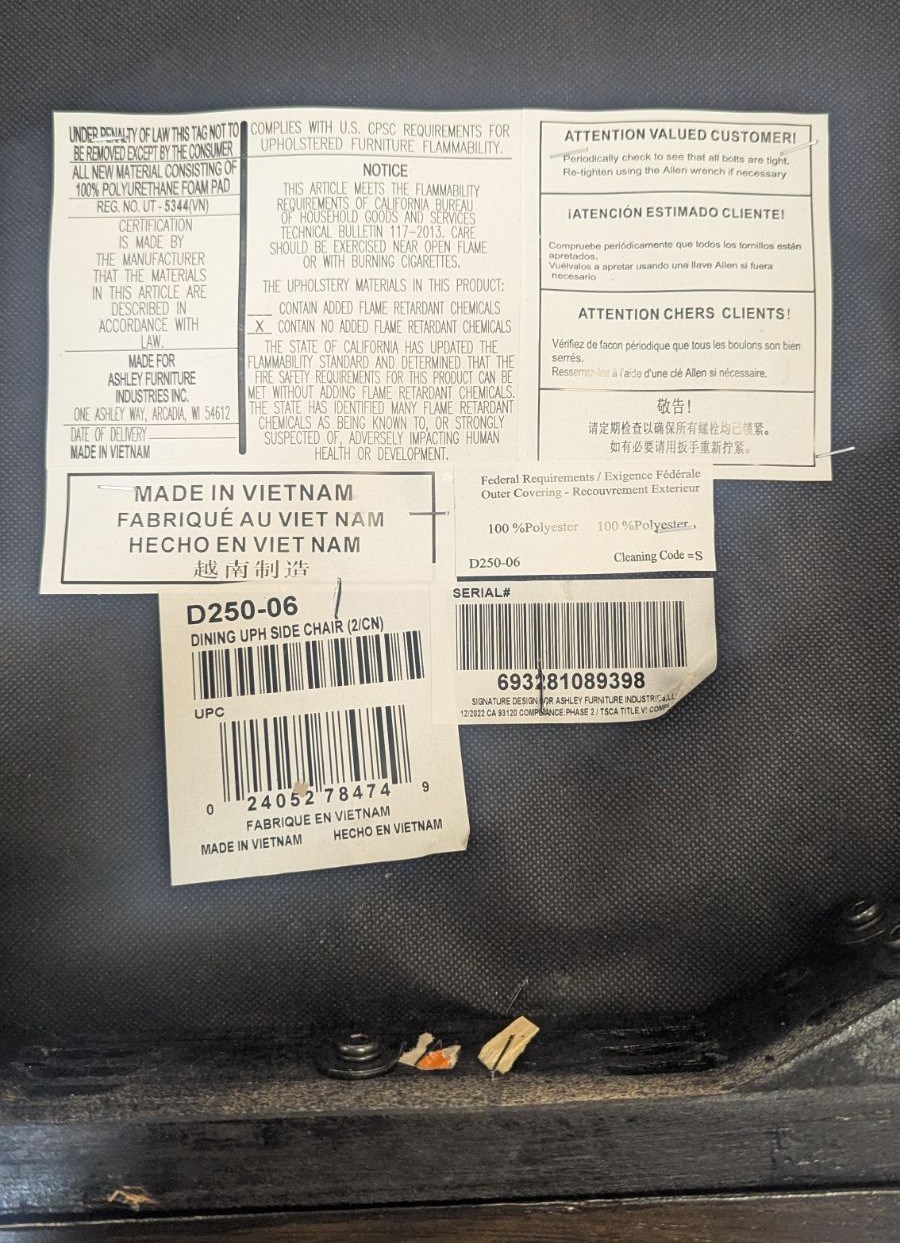 UNDER PENALTY OF LAW THIS TAG NOT TO
BE REMOVED EXCEPT BY THE CONSUMER
ALL NEW MATERIAL CONSISTING OF
100% POLYURETHANE FOAM PAD
REG. NO. UT - 5344(VN)
CERTIFICATION
IS MADE BY
THE MANUFACTURER
THAT THE MATERIALS
IN THIS ARTICLE ARE
DESCRIBED IN
ACCORDANCE WITH
LAW.
MADE FOR
ASHLEY FURNITURE
INDUSTRIES INC.
ONE ASHLEY WAY, ARCADIA, WI 54612
DATE OF DELIVERY
MADE IN VIETNAM
COMPLIES WITH U.S. CPSC REQUIREMENTS FOR
UPHOLSTERED FURNITURE FLAMMABILITY.
NOTICE
THIS ARTICLE MEETS THE FLAMMABILITY
REQUIREMENTS OF CALIFORNIA BUREAU
OF HOUSEHOLD GOODS AND SERVICES
TECHNICAL BULLETIN 117-2013. CARE
SHOULD BE EXERCISED NEAR OPEN FLAME
OR WITH BURNING CIGARETTES.
THE UPHOLSTERY MATERIALS IN THIS PRODUCT:
CONTAIN ADDED FLAME RETARDANT CHEMICALS
X CONTAIN NO ADDED FLAME RETARDANT CHEMICALS
THE STATE OF CALIFORNIA HAS UPDATED THE
FLAMMABILITY STANDARD AND DETERMINED THAT THE
FIRE SAFETY REQUIREMENTS FOR THIS PRODUCT CAN BE
MET WITHOUT ADDING FLAME RETARDANT CHEMICALS.
THE STATE HAS IDENTIFIED MANY FLAME RETARDANT
CHEMICALS AS BEING KNOWN TO, OR STRONGLY
SUSPECTED OF, ADVERSELY IMPACTING HUMAN
HEALTH OR DEVELOPMENT.
ATTENTION VALUED CUSTOMER!
Periodically check to see that all bolts are tight.
Re-tighten using the Allen wrench if necessary
¡ATENCIÓN ESTIMADO CLIENTE!
Compruebe periódicamente que todos los tornillos están
apretados.
Vuélvalos a apretar usando una llave Allen si fuera
necesario
ATTENTION CHERS CLIENTS!
Vérifiez de facon périodique que tous les boulons son bien
serrés.
Resserrez-les à l'aide d'une clé Allen si nécessaire.
敬告!
请定期检查以确保所有螺栓均已锁紧。
如有必要请用扳手重新拧紧。
MADE IN VIETNAM
FABRIQUÉ AU VIET NAM
HECHO EN VIET NAM
越南制造
Federal Requirements / Exigence Fédérale
Outer Covering - Recouvrement Exterieur
100 %Polyester 100 %Polyester
D250-06 Cleaning Code =S
D250-06
DINING UPH SIDE CHAIR (2/CN)
UPC
0 24052 78474 9
FABRIQUE EN VIETNAM
MADE IN VIETNAM HECHO EN VIETNAM
SERIAL#
693281089398
SIGNATURE DESIGN FOR ASHLEY FURNITURE INDUSTRIES,
12/2022 CA 93120 COMPLIANCE: PHASE 2 / TSCA TITLE VI